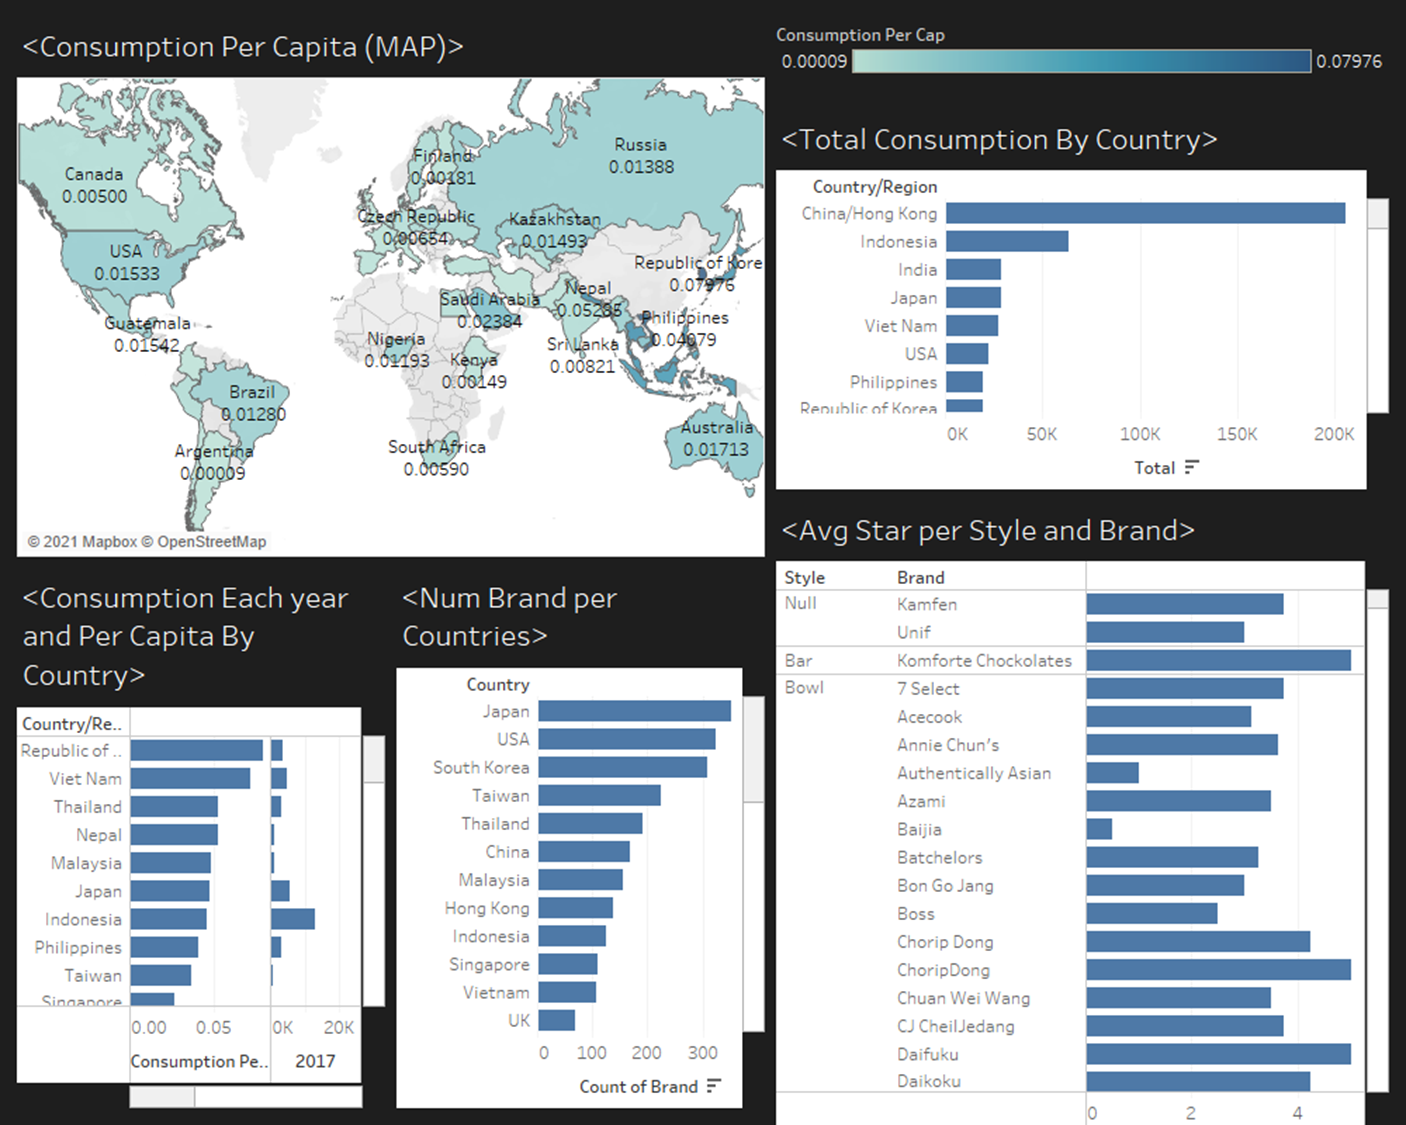 <Consumption Per Capita (MAP)>
Consumption Per Cap
0.00009
0.07976
Canada
0.00500
USA
0.01533
Guatemala
0.01542
Brazil
0.01280
Argentina
0.00009
Finland
0.00181
Czech Republic
0.00654
Russia
0.01388
Kazakhstan
0.01493
Republic of Kore
0.07976
Saudi Arabia
0.02384
Nepal
0.05285
Philippines
0.04079
Nigeria
0.01193
Kenya
0.00149
Sri Lanka
0.00821
South Africa
0.00590
Australia
0.01713
© 2021 Mapbox © OpenStreetMap
<Total Consumption By Country>
Country/Region
China/Hong Kong
Indonesia
India
Japan
Viet Nam
USA
Philippines
Republic of Korea
0K 50K 100K 150K 200K
Total
<Consumption Each year
and Per Capita By
Country>
Country/Re..
Republic of ..
Viet Nam
Thailand
Nepal
Malaysia
Japan
Indonesia
Philippines
Taiwan
Singapore
0.00 0.05 0K 20K
Consumption Pe.. 2017
<Num Brand per
Countries>
Country
Japan
USA
South Korea
Taiwan
Thailand
China
Malaysia
Hong Kong
Indonesia
Singapore
Vietnam
UK
0 100 200 300
Count of Brand
<Avg Star per Style and Brand>
Style Brand
Null Kamfen
Unif
Bar Komforte Chockolates
Bowl 7 Select
Acecook
Annie Chun's
Authentically Asian
Azami
Baijia
Batchelors
Bon Go Jang
Boss
Chorip Dong
ChoripDong
Chuan Wei Wang
CJ CheilJedang
Daifuku
Daikoku
0 2 4